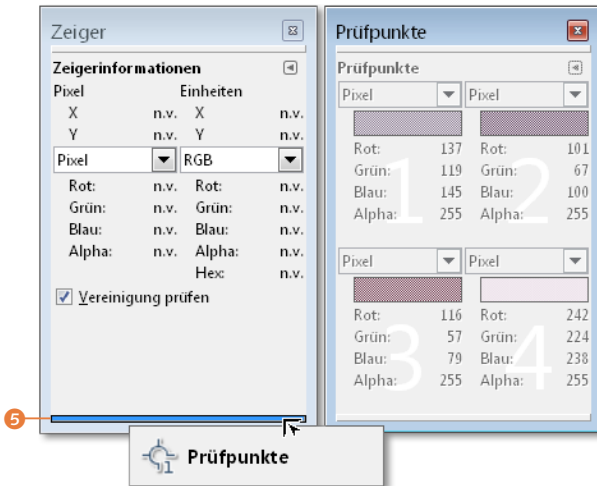 Zeiger
Zeigerinformationen
Pixel Einheiten
X n.v. X n.v.
Y n.v. Y n.v.
Pixel RGB
Rot: n.v. Rot: n.v.
Grün: n.v. Grün: n.v.
Blau: n.v. Blau: n.v.
Alpha: n.v. Alpha: n.v.
Hex: n.v.
Vereinigung prüfen
5
Prüfpunkte
Prüfpunkte
Prüfpunkte
Pixel Pixel
1 2
Rot: 137 Rot: 101
Grün: 119 Grün: 67
Blau: 145 Blau: 100
Alpha: 255 Alpha: 255
Pixel Pixel
3 4
Rot: 116 Rot: 242
Grün: 57 Grün: 224
Blau: 79 Blau: 238
Alpha: 255 Alpha: 255